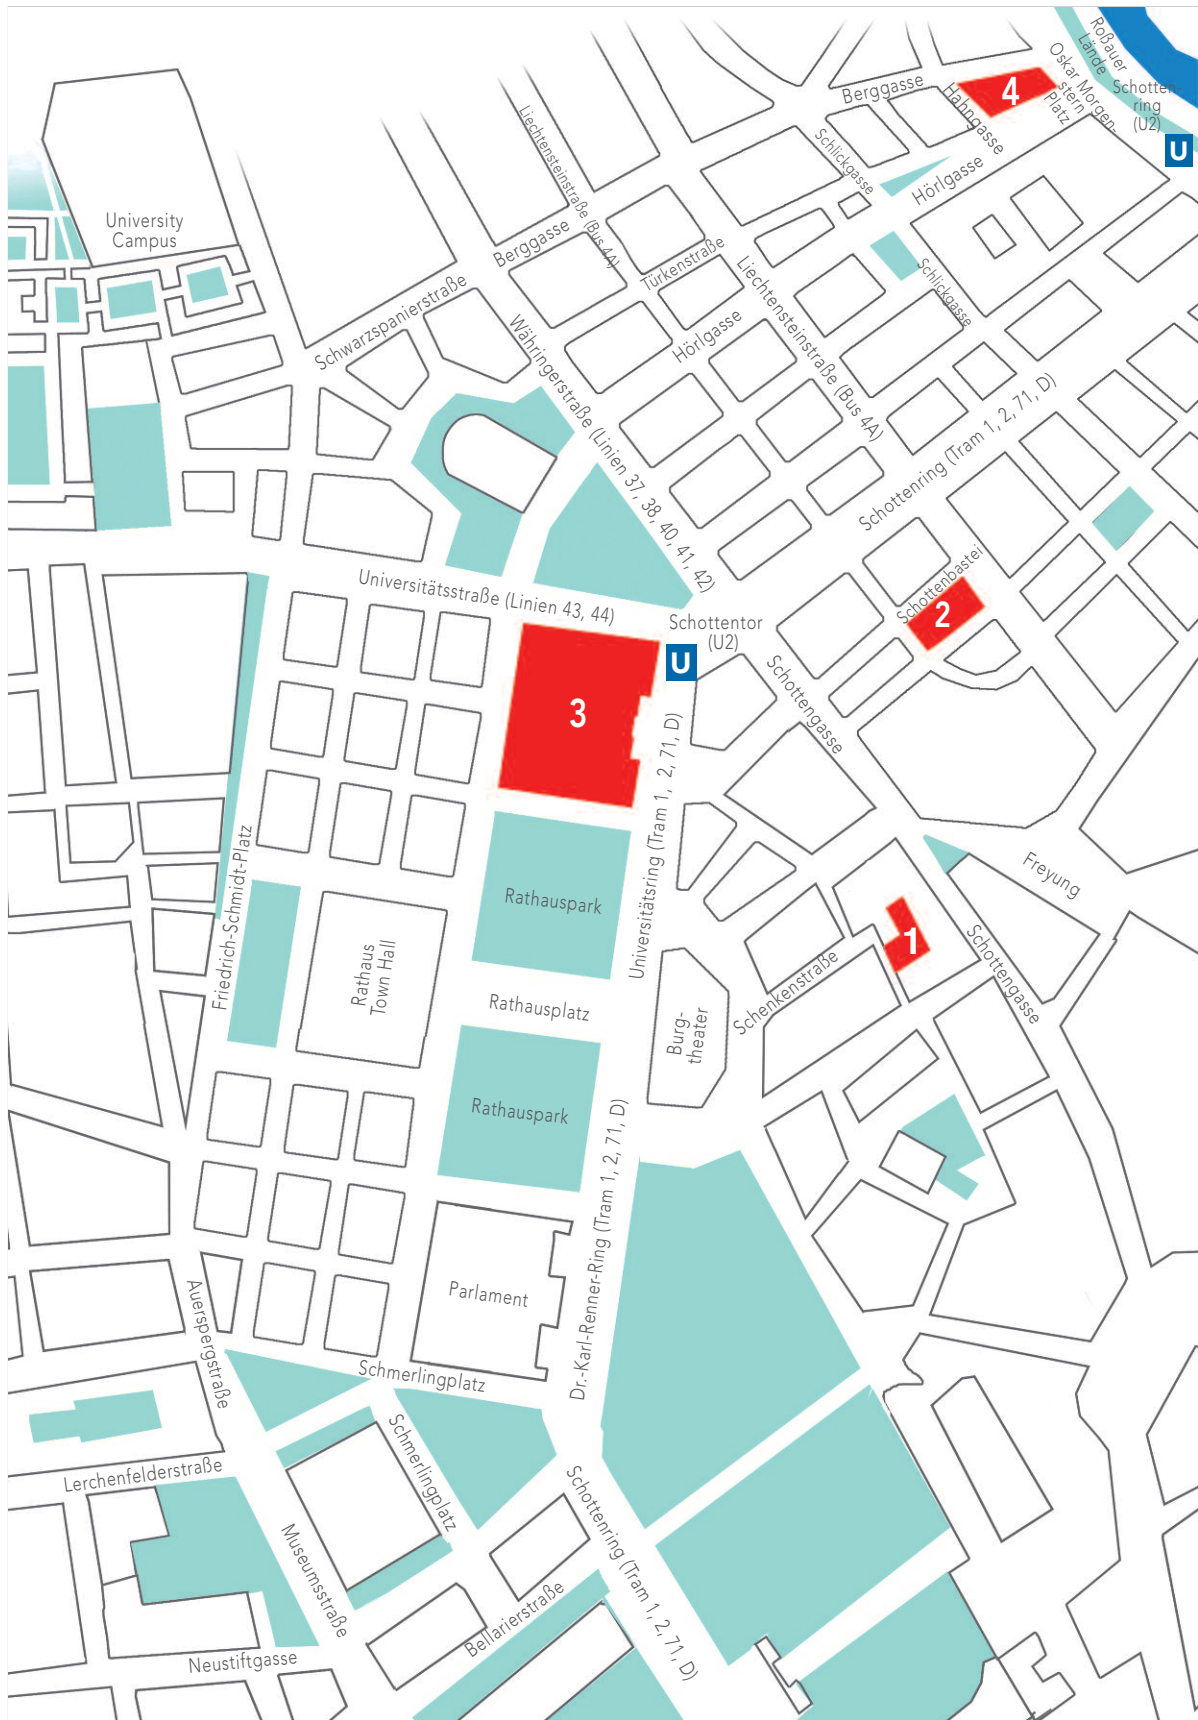 Roßauer
Lände
Oskar Morgen-
stern
Platz
Schotten-
ring
(U2)
U
4
Berggasse
Hahngasse
Hörlgasse
Schlickgasse
Liechtensteinstraße (Bus 4A)
Berggasse
Türkenstraße
Hörlgasse
Liechtensteinstraße (Bus 4A)
Schlickgasse
University
Campus
Schwarzspanierstraße
Währingerstraße (Linien 37, 38, 40, 41, 42)
Schottenring (Tram 1, 2, 71, D)
Schottenbastei
2
Universitätsstraße (Linien 43, 44)
Schottentor
(U2)
U
3
Schottengasse
Universitätsring (Tram 1, 2, 71, D)
Friedrich-Schmidt-Platz
Rathauspark
Freyung
1
Schottengasse
Schenkenstraße
Rathaus
Town Hall
Rathausplatz
Burg-
theater
Rathauspark
Dr.-Karl-Renner-Ring (Tram 1, 2, 71, D)
Parlament
Auerspergstraße
Schmerlingplatz
Schmerlingplatz
Lerchenfelderstraße
Museumsstraße
Schottenring (Tram 1, 2, 71, D)
Bellarierstraße
Neustiftgasse